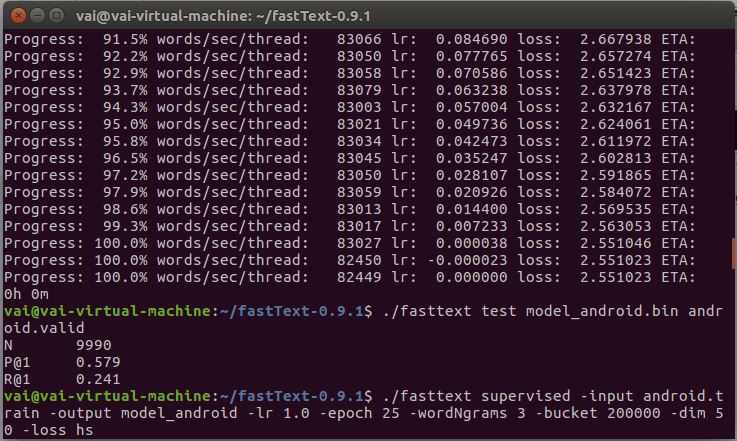 vai@vai-virtual-machine: ~/fastText-0.9.1
Progress:  91.5% words/sec/thread:   83066 lr:  0.084690 loss:  2.667938 ETA:
Progress:  92.2% words/sec/thread:   83050 lr:  0.077765 loss:  2.657274 ETA:
Progress:  92.9% words/sec/thread:   83058 lr:  0.070586 loss:  2.651423 ETA:
Progress:  93.7% words/sec/thread:   83079 lr:  0.063238 loss:  2.637978 ETA:
Progress:  94.3% words/sec/thread:   83003 lr:  0.057004 loss:  2.632167 ETA:
Progress:  95.0% words/sec/thread:   83021 lr:  0.049736 loss:  2.624061 ETA:
Progress:  95.8% words/sec/thread:   83034 lr:  0.042473 loss:  2.611972 ETA:
Progress:  96.5% words/sec/thread:   83045 lr:  0.035247 loss:  2.602813 ETA:
Progress:  97.2% words/sec/thread:   83050 lr:  0.028107 loss:  2.591865 ETA:
Progress:  97.9% words/sec/thread:   83059 lr:  0.020926 loss:  2.584072 ETA:
Progress:  98.6% words/sec/thread:   83013 lr:  0.014400 loss:  2.569535 ETA:
Progress:  99.3% words/sec/thread:   83017 lr:  0.007233 loss:  2.563053 ETA:
Progress: 100.0% words/sec/thread:   83027 lr:  0.000038 loss:  2.551046 ETA:
Progress: 100.0% words/sec/thread:   82450 lr: -0.000023 loss:  2.551023 ETA:
Progress: 100.0% words/sec/thread:   82449 lr:  0.000000 loss:  2.551023 ETA:
0h 0m
vai@vai-virtual-machine:~/fastText-0.9.1$ ./fasttext test model_android.bin andr
oid.valid
N       9990
P@1     0.579
R@1     0.241
vai@vai-virtual-machine:~/fastText-0.9.1$ ./fasttext supervised -input android.t
rain -output model_android -lr 1.0 -epoch 25 -wordNgrams 3 -bucket 200000 -dim 5
0 -loss hs